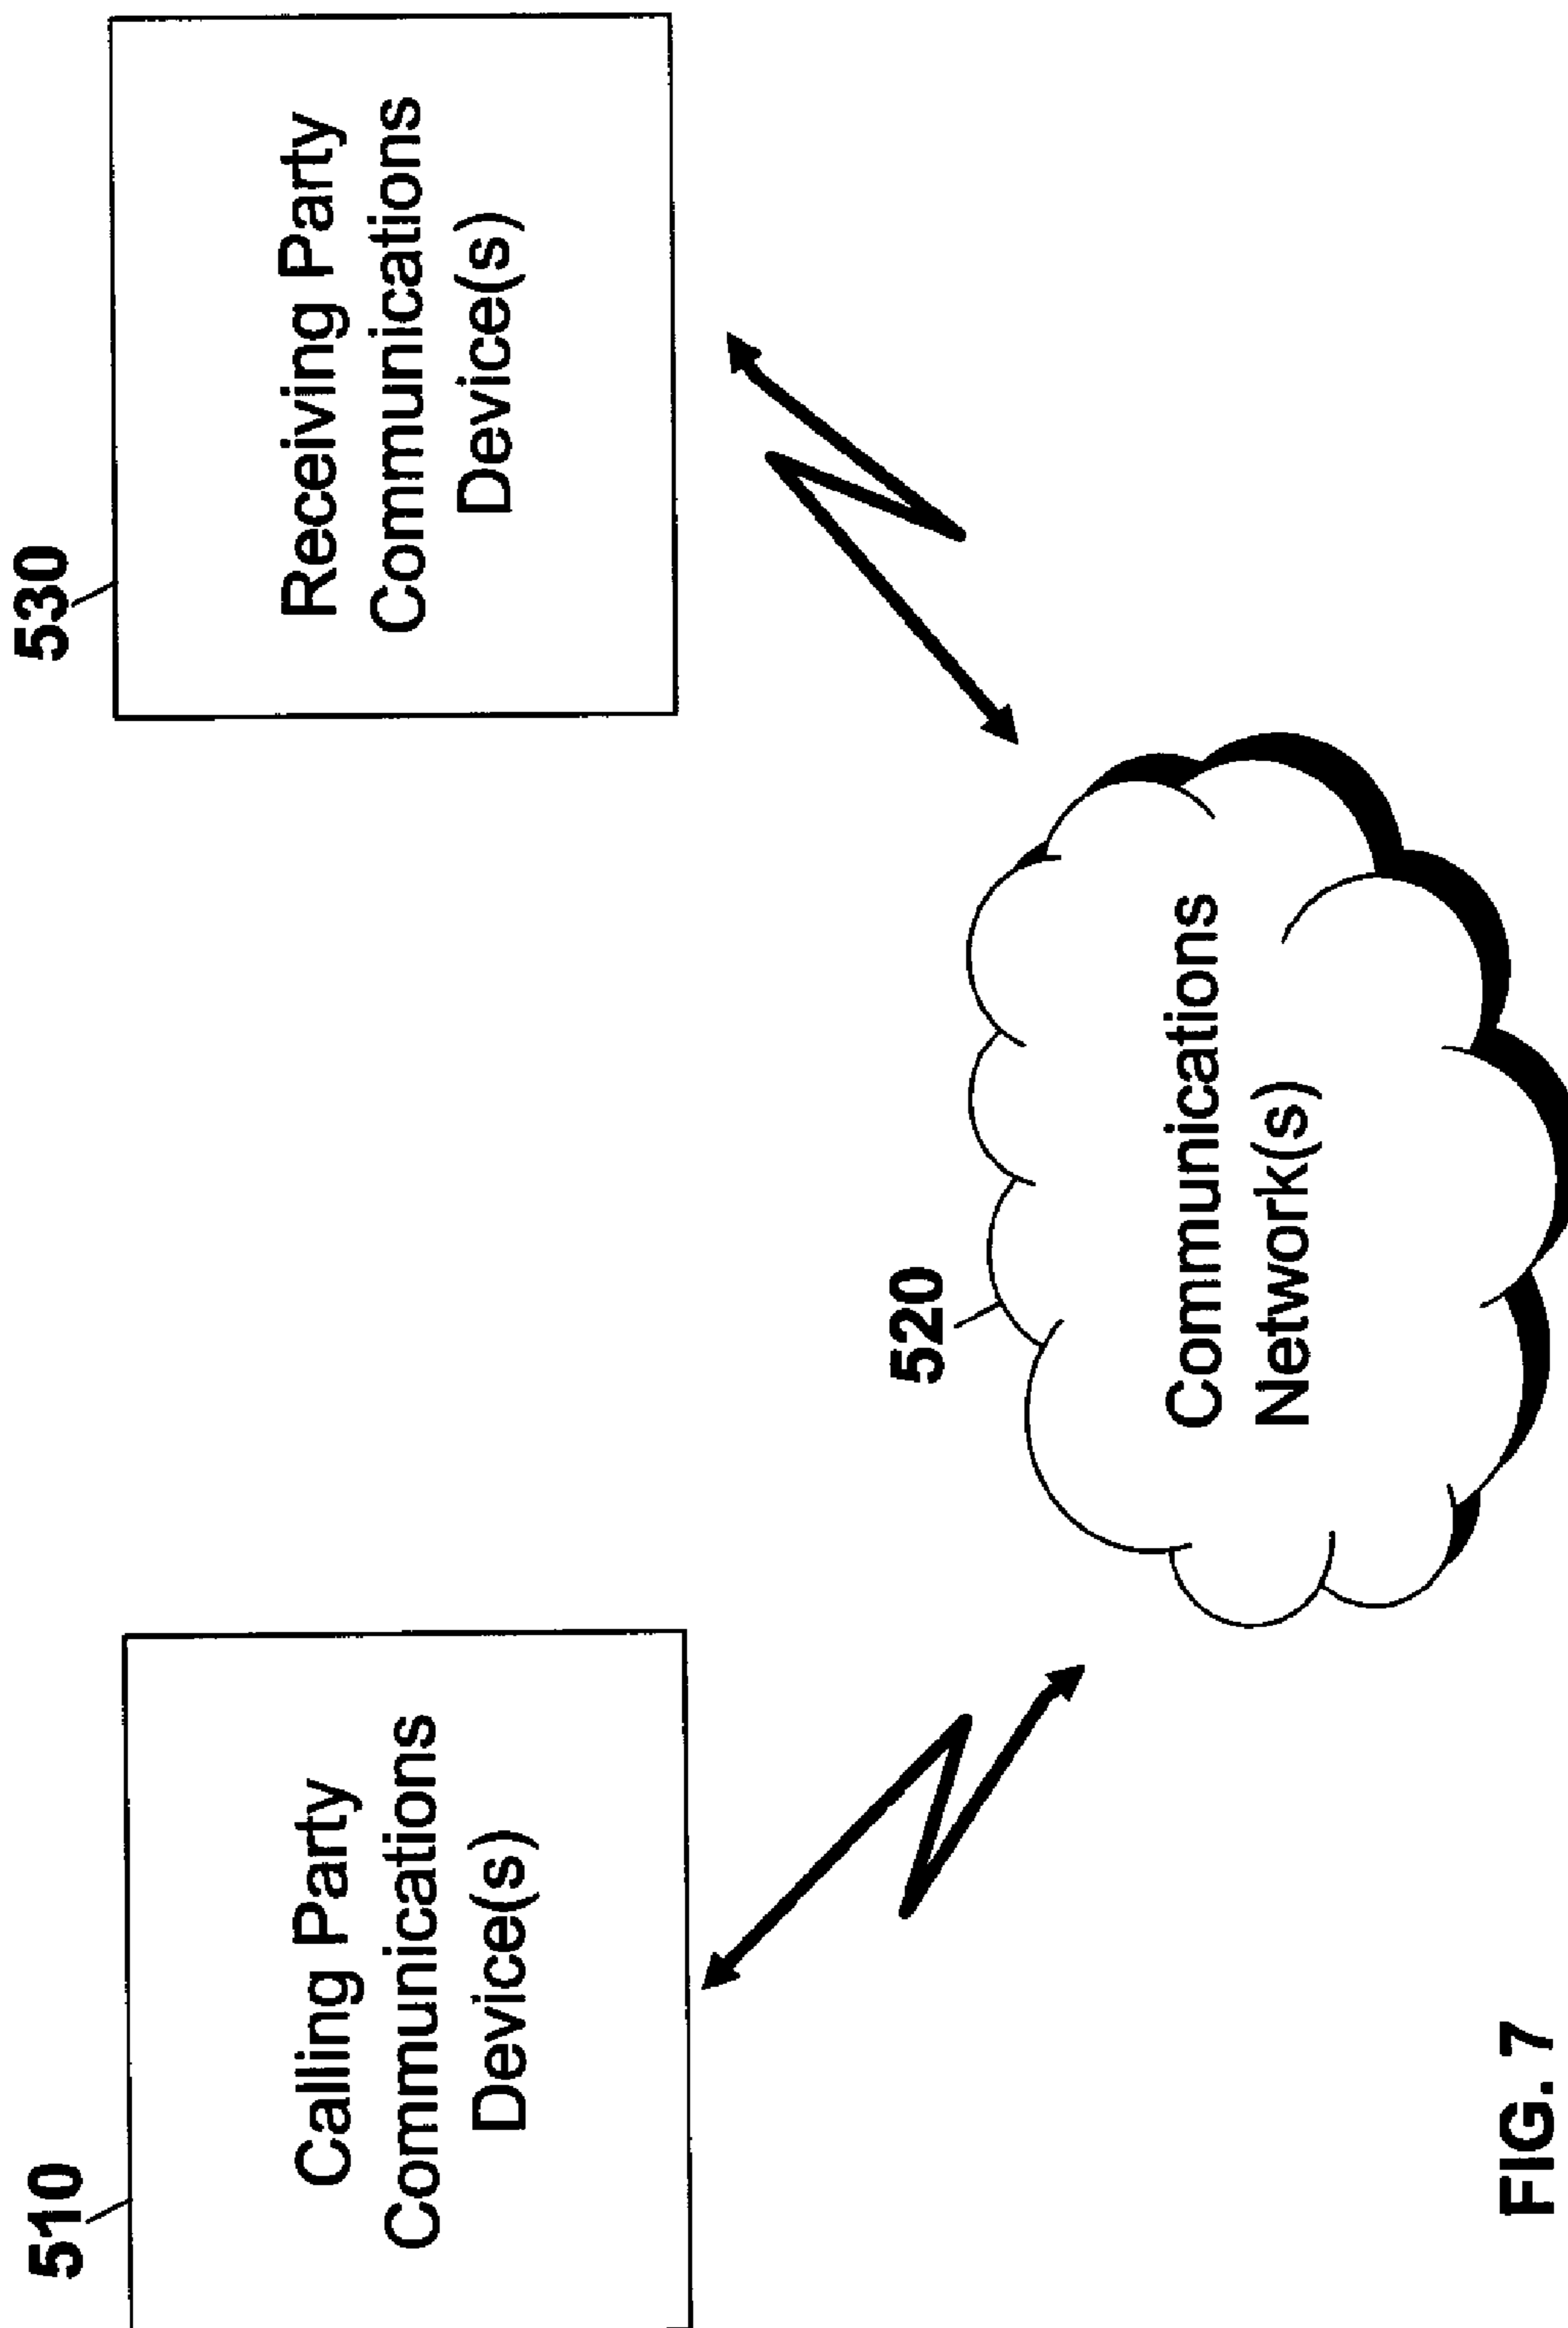 510
Calling Party
Communications
Device(s)
530
Receiving Party
Communications
Device(s)
520
Communications
Network(s)
FIG. 7